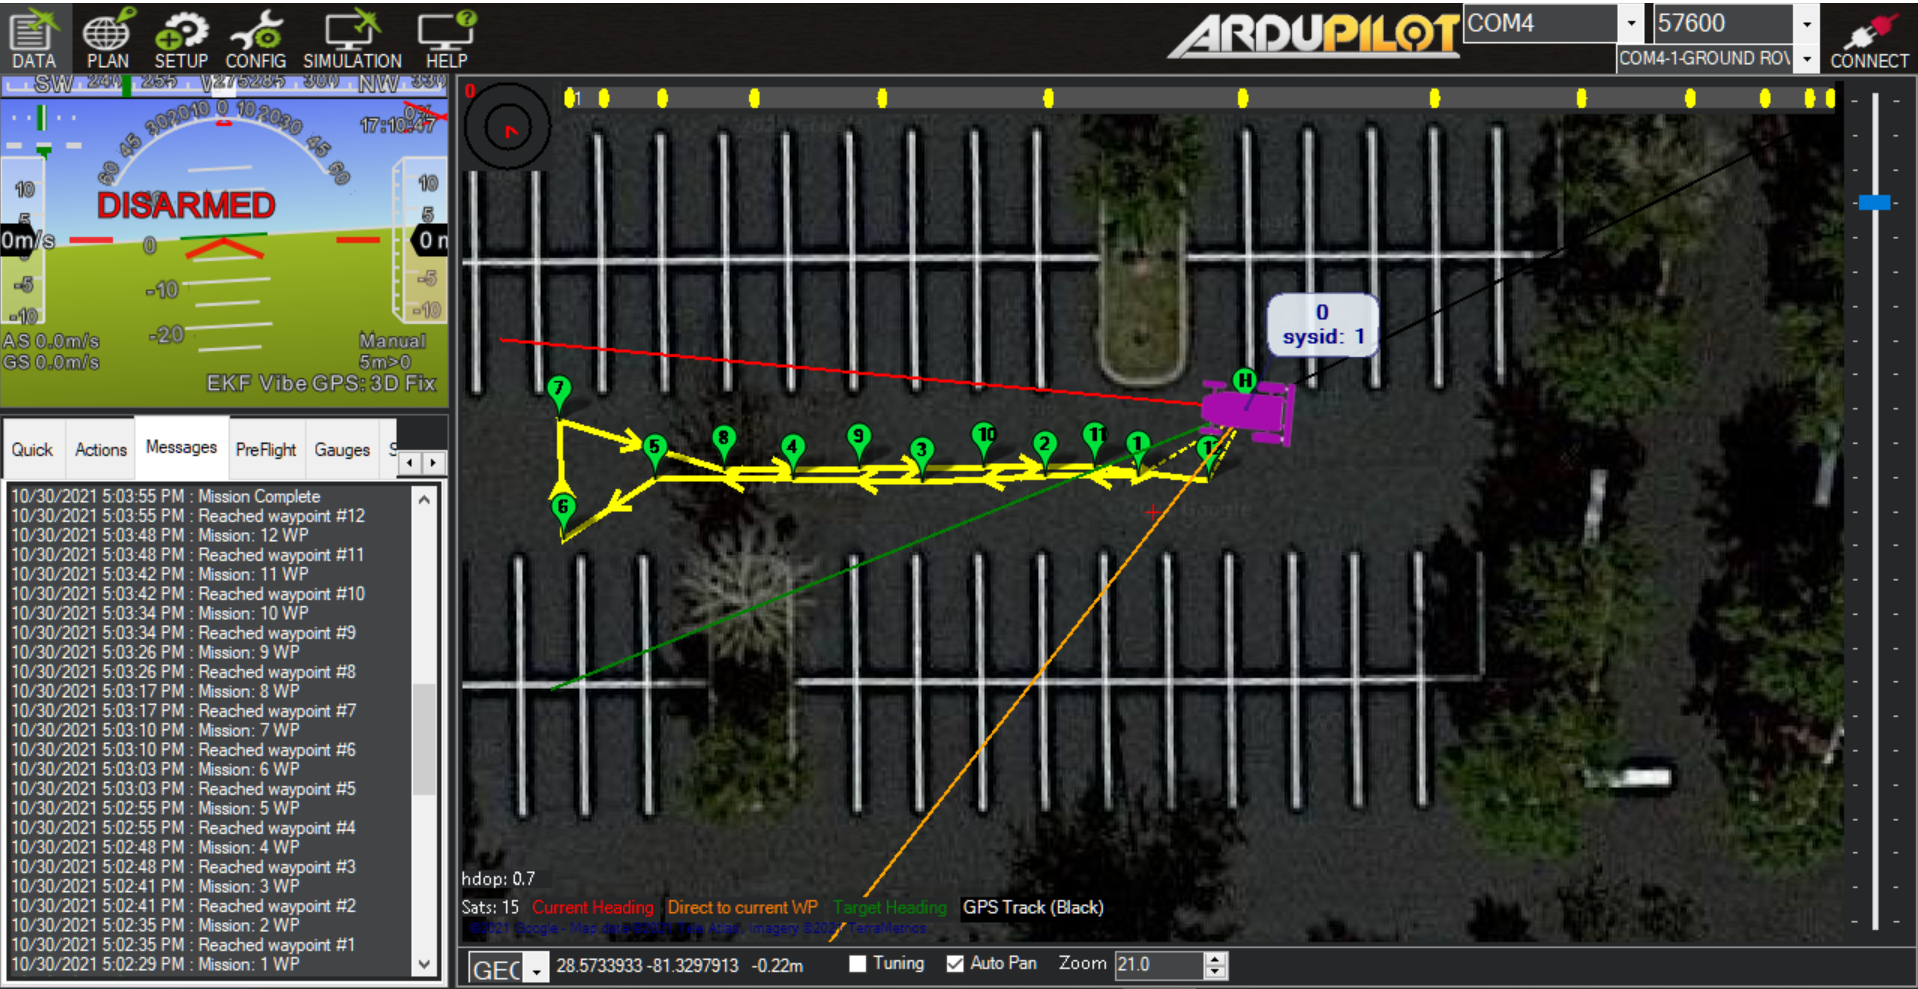 DATA PLAN SETUP CONFIG SIMULATION HELP
ARDUPILOT
COM4 57600
COM4-1-GROUND ROV CONNECT
SW 240 255 W 275 285 300 NW 330
30 20 10 0 10 20 30
60 45 45 60
17:10:47
0%
DISARMED
10 10
5 5
0m/s 0 0 m
-5 -10 -5
-10 -20 -10
AS 0.0m/s Manual
GS 0.0m/s 5m>0
EKF Vibe GPS: 3D Fix
Quick Actions Messages PreFlight Gauges S
10/30/2021 5:03:55 PM : Mission Complete
10/30/2021 5:03:55 PM : Reached waypoint #12
10/30/2021 5:03:48 PM : Mission: 12 WP
10/30/2021 5:03:48 PM : Reached waypoint #11
10/30/2021 5:03:42 PM : Mission: 11 WP
10/30/2021 5:03:42 PM : Reached waypoint #10
10/30/2021 5:03:34 PM : Mission: 10 WP
10/30/2021 5:03:34 PM : Reached waypoint #9
10/30/2021 5:03:26 PM : Mission: 9 WP
10/30/2021 5:03:26 PM : Reached waypoint #8
10/30/2021 5:03:17 PM : Mission: 8 WP
10/30/2021 5:03:17 PM : Reached waypoint #7
10/30/2021 5:03:10 PM : Mission: 7 WP
10/30/2021 5:03:10 PM : Reached waypoint #6
10/30/2021 5:03:03 PM : Mission: 6 WP
10/30/2021 5:03:03 PM : Reached waypoint #5
10/30/2021 5:02:55 PM : Mission: 5 WP
10/30/2021 5:02:55 PM : Reached waypoint #4
10/30/2021 5:02:48 PM : Mission: 4 WP
10/30/2021 5:02:48 PM : Reached waypoint #3
10/30/2021 5:02:41 PM : Mission: 3 WP
10/30/2021 5:02:41 PM : Reached waypoint #2
10/30/2021 5:02:35 PM : Mission: 2 WP
10/30/2021 5:02:35 PM : Reached waypoint #1
10/30/2021 5:02:29 PM : Mission: 1 WP
0
1
0
sysid: 1
H
7
5 8 4 9 3 10 2 11 1 1
6
Google
hdop: 0.7
Sats: 15 Current Heading Direct to current WP Target Heading GPS Track (Black)
©2021 Google - Map data ©2021 Tele Atlas, Imagery ©2021 TerraMetrics
GEO 28.5733933 -81.3297913 -0.22m Tuning Auto Pan Zoom 21.0